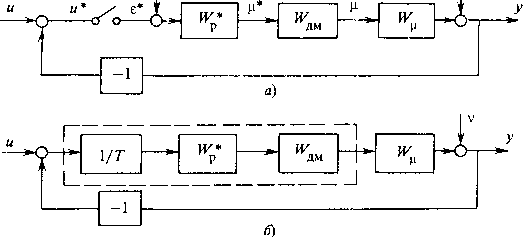 u u* ε* W*р μ* Wдм μ Wμ y
−1
а)
u 1/T W*р Wдм Wμ ν y
−1
б)